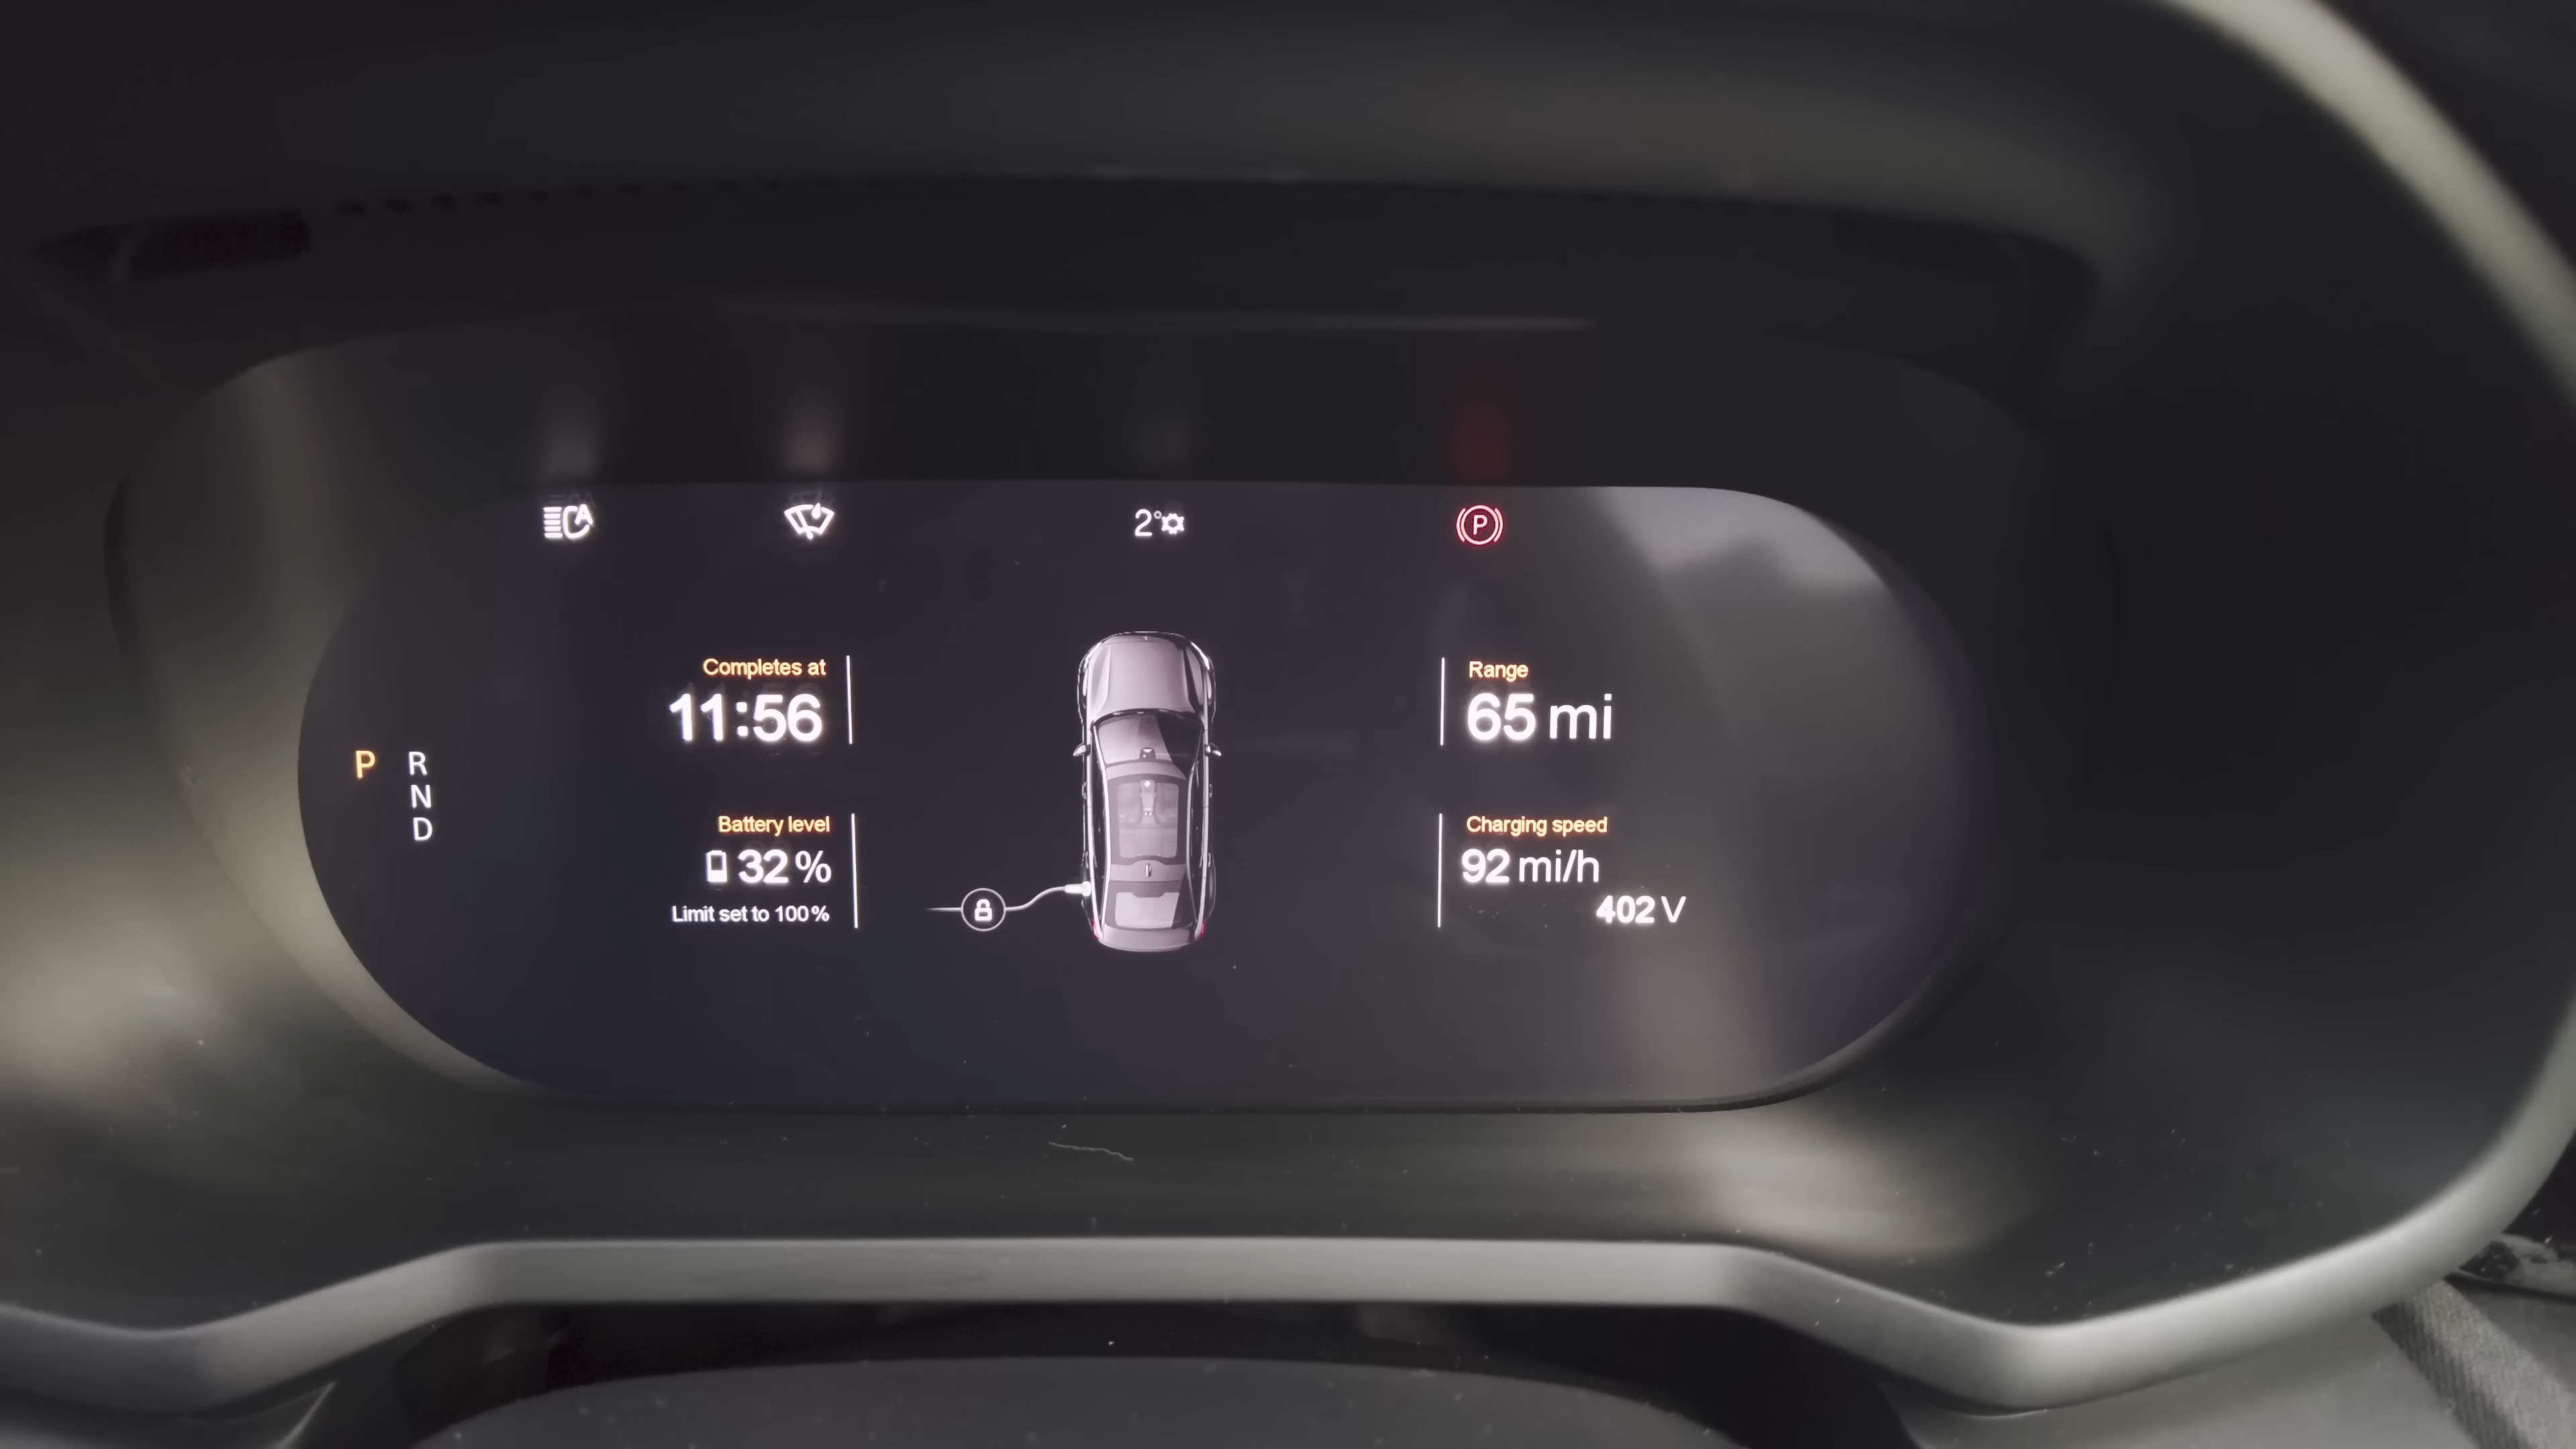 2°
P
Completes at
11:56
Range
65 mi
P R
N
D
Battery level
32 %
Limit set to 100 %
Charging speed
92 mi/h
402 V